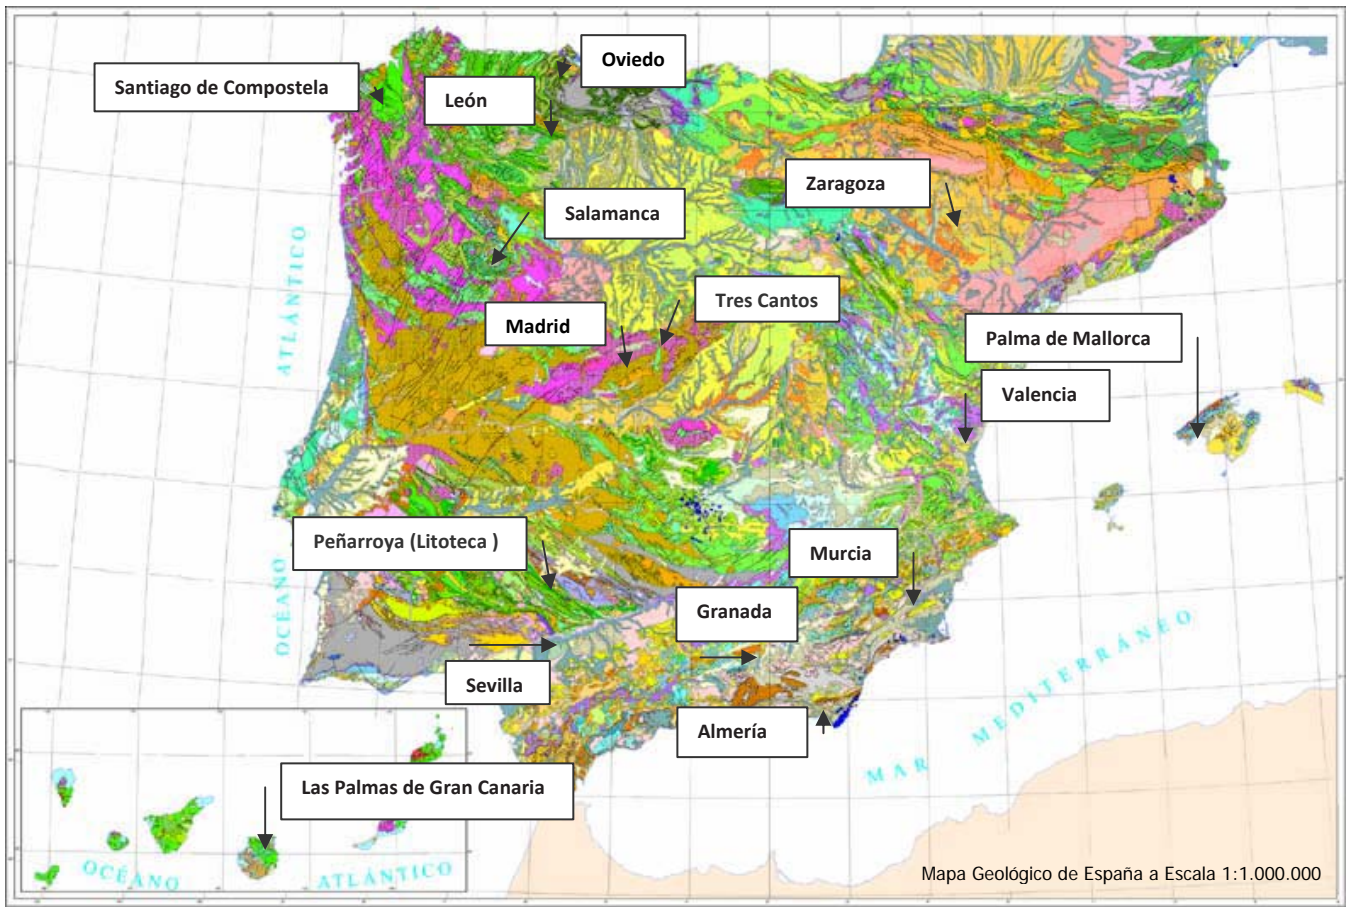 Oviedo
Santiago de Compostela
León
Zaragoza
Salamanca
Tres Cantos
Madrid
Palma de Mallorca
Valencia
ATLÁNTICO
OCÉANO
Peñarroya (Litoteca )
Murcia
Granada
Sevilla
Almería
MAR MEDITERRÁNEO
Las Palmas de Gran Canaria
OCÉANO ATLÁNTICO
Mapa Geológico de España a Escala 1:1.000.000